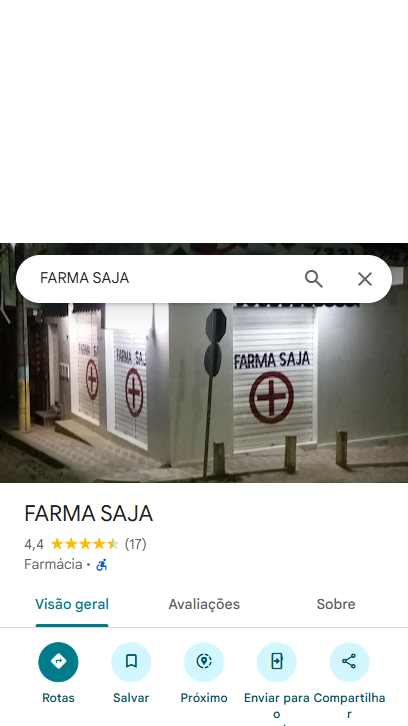 FARMA SAJA
FARMA SAJA
FARMA SAJA
FARMA SAJA
FARMA SAJA
4,4 (17)
Farmácia •
Visão geral
Avaliações
Sobre
Rotas
Salvar
Próximo
Enviar para o
Compartilhar